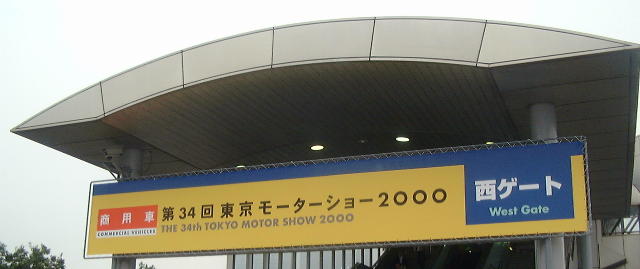 商用車
COMMERCIAL VEHICLES
第34回 東京モーターショー2000
THE 34th TOKYO MOTOR SHOW 2000
西ゲート
West Gate